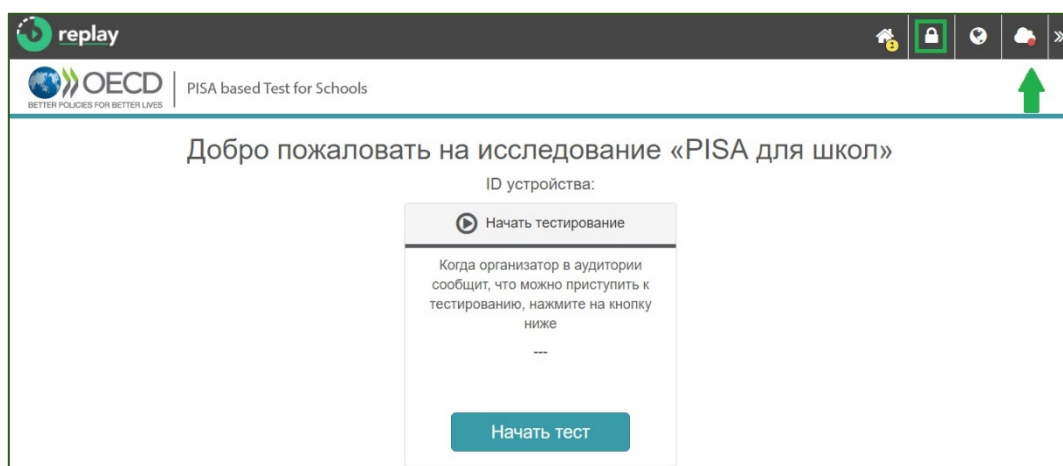 replay
OECD
BETTER POLICIES FOR BETTER LIVES
PISA based Test for Schools
Добро пожаловать на исследование «PISA для школ»
ID устройства:
Начать тестирование
Когда организатор в аудитории
сообщит, что можно приступить к
тестированию, нажмите на кнопку
ниже
---
Начать тест